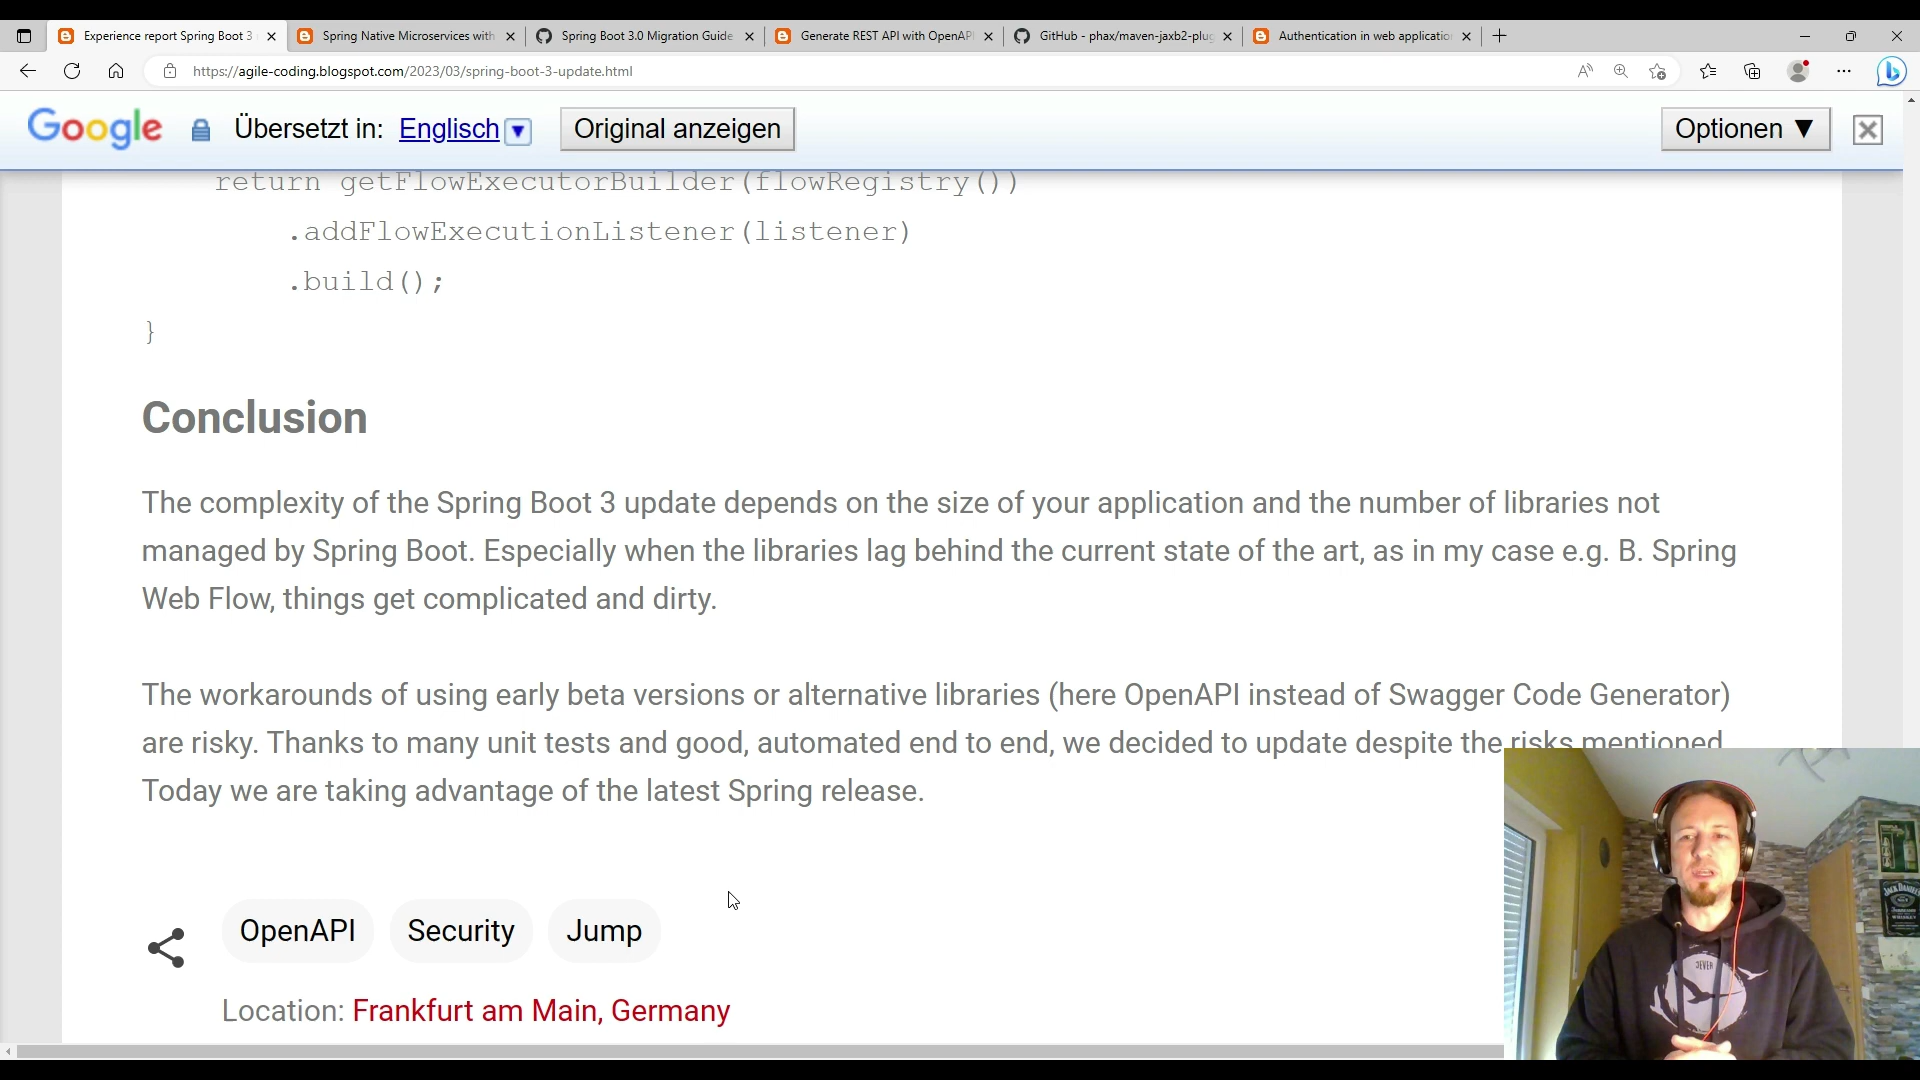 Experience report Spring Boot 3
Spring Native Microservices with
Spring Boot 3.0 Migration Guide
Generate REST API with OpenAPI
GitHub - phax/maven-jaxb2-plug
Authentication in web applicatio
https://agile-coding.blogspot.com/2023/03/spring-boot-3-update.html
Google Übersetzt in: Englisch ▼ Original anzeigen Optionen ▼
return getFlowExecutorBuilder(flowRegistry())
.addFlowExecutionListener(listener)
.build();
}
Conclusion
The complexity of the Spring Boot 3 update depends on the size of your application and the number of libraries not
managed by Spring Boot. Especially when the libraries lag behind the current state of the art, as in my case e.g. B. Spring
Web Flow, things get complicated and dirty.
The workarounds of using early beta versions or alternative libraries (here OpenAPI instead of Swagger Code Generator)
are risky. Thanks to many unit tests and good, automated end to end, we decided to update despite the risks mentioned
Today we are taking advantage of the latest Spring release.
OpenAPI Security Jump
Location: Frankfurt am Main, Germany
JACK DANIEL'S